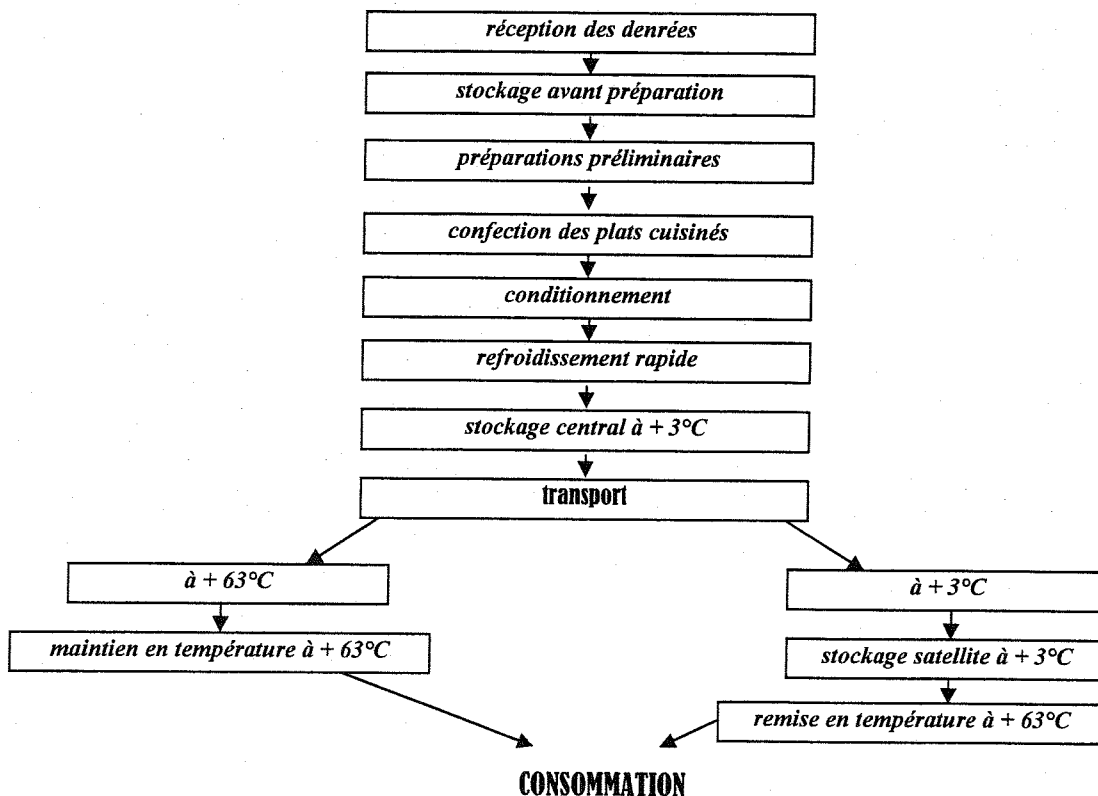 réception des denrées
stockage avant préparation
préparations préliminaires
confection des plats cuisinés
conditionnement
refroidissement rapide
stockage central à + 3°C
transport
à + 63°C
à + 3°C
maintien en température à + 63°C
stockage satellite à + 3°C
remise en température à + 63°C
CONSOMMATION